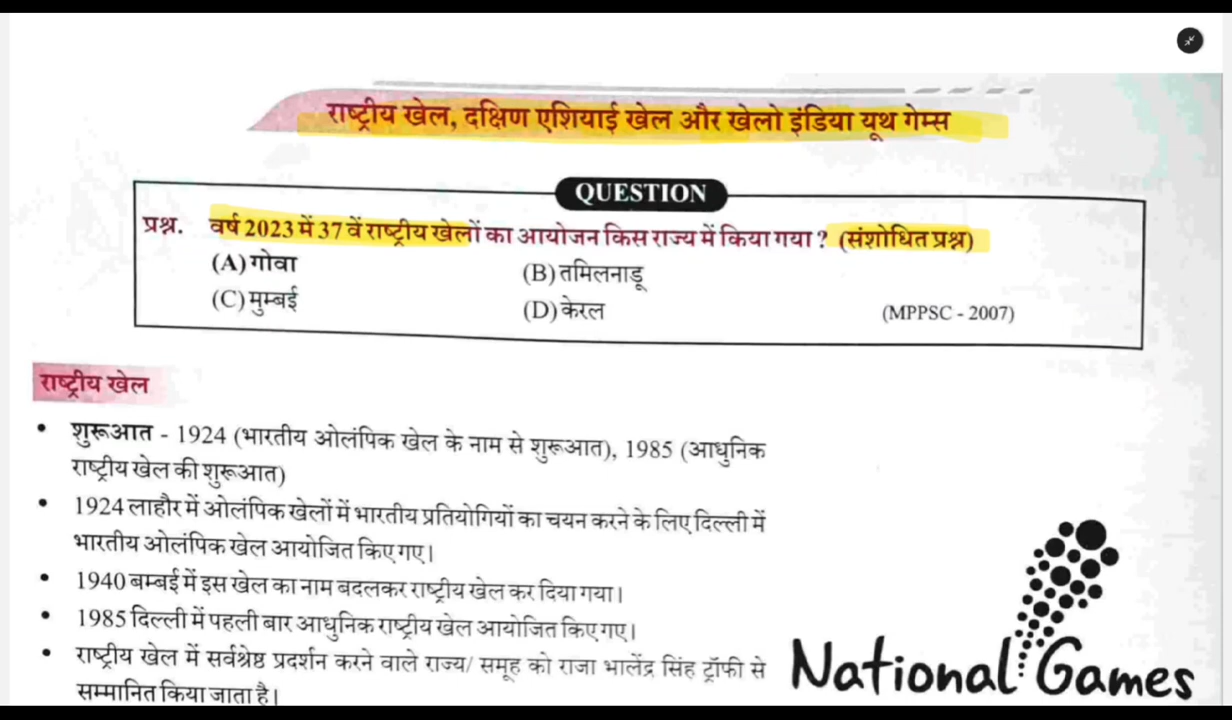 राष्ट्रीय खेल, दक्षिण एशियाई खेल और खेलो इंडिया यूथ गेम्स
QUESTION
प्रश्न. वर्ष 2023 में 37 वें राष्ट्रीय खेलों का आयोजन किस राज्य में किया गया ? (संशोधित प्रश्न)
(A) गोवा (B) तमिलनाडू
(C) मुम्बई (D) केरल (MPPSC - 2007)
राष्ट्रीय खेल
• शुरूआत - 1924 (भारतीय ओलंपिक खेल के नाम से शुरूआत), 1985 (आधुनिक
राष्ट्रीय खेल की शुरूआत)
• 1924 लाहौर में ओलंपिक खेलों में भारतीय प्रतियोगियों का चयन करने के लिए दिल्ली में
भारतीय ओलंपिक खेल आयोजित किए गए।
• 1940 बम्बई में इस खेल का नाम बदलकर राष्ट्रीय खेल कर दिया गया।
• 1985 दिल्ली में पहली बार आधुनिक राष्ट्रीय खेल आयोजित किए गए।
• राष्ट्रीय खेल में सर्वश्रेष्ठ प्रदर्शन करने वाले राज्य/ समूह को राजा भालेंद्र सिंह ट्रॉफी से
सम्मानित किया जाता है।
National Games